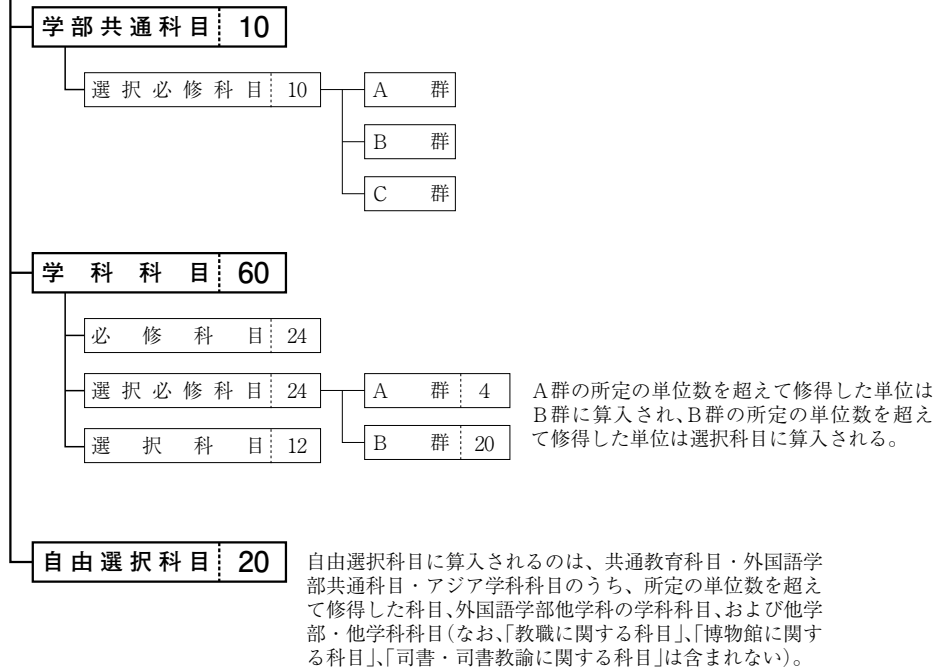 学部共通科目 10
選択必修科目 10
A 群
B 群
C 群
学科科目 60
必修科目 24
選択必修科目 24
A 群 4
B 群 20
A群の所定の単位数を超えて修得した単位は
B群に算入され、B群の所定の単位数を超え
て修得した単位は選択科目に算入される。
選択科目 12
自由選択科目 20
自由選択科目に算入されるのは、共通教育科目・外国語学
部共通科目・アジア学科科目のうち、所定の単位数を超え
て修得した科目、外国語学部他学科の学科科目、および他学
部・他学科科目(なお、「教職に関する科目」、「博物館に関す
る科目」、「司書・司書教諭に関する科目」は含まれない)。